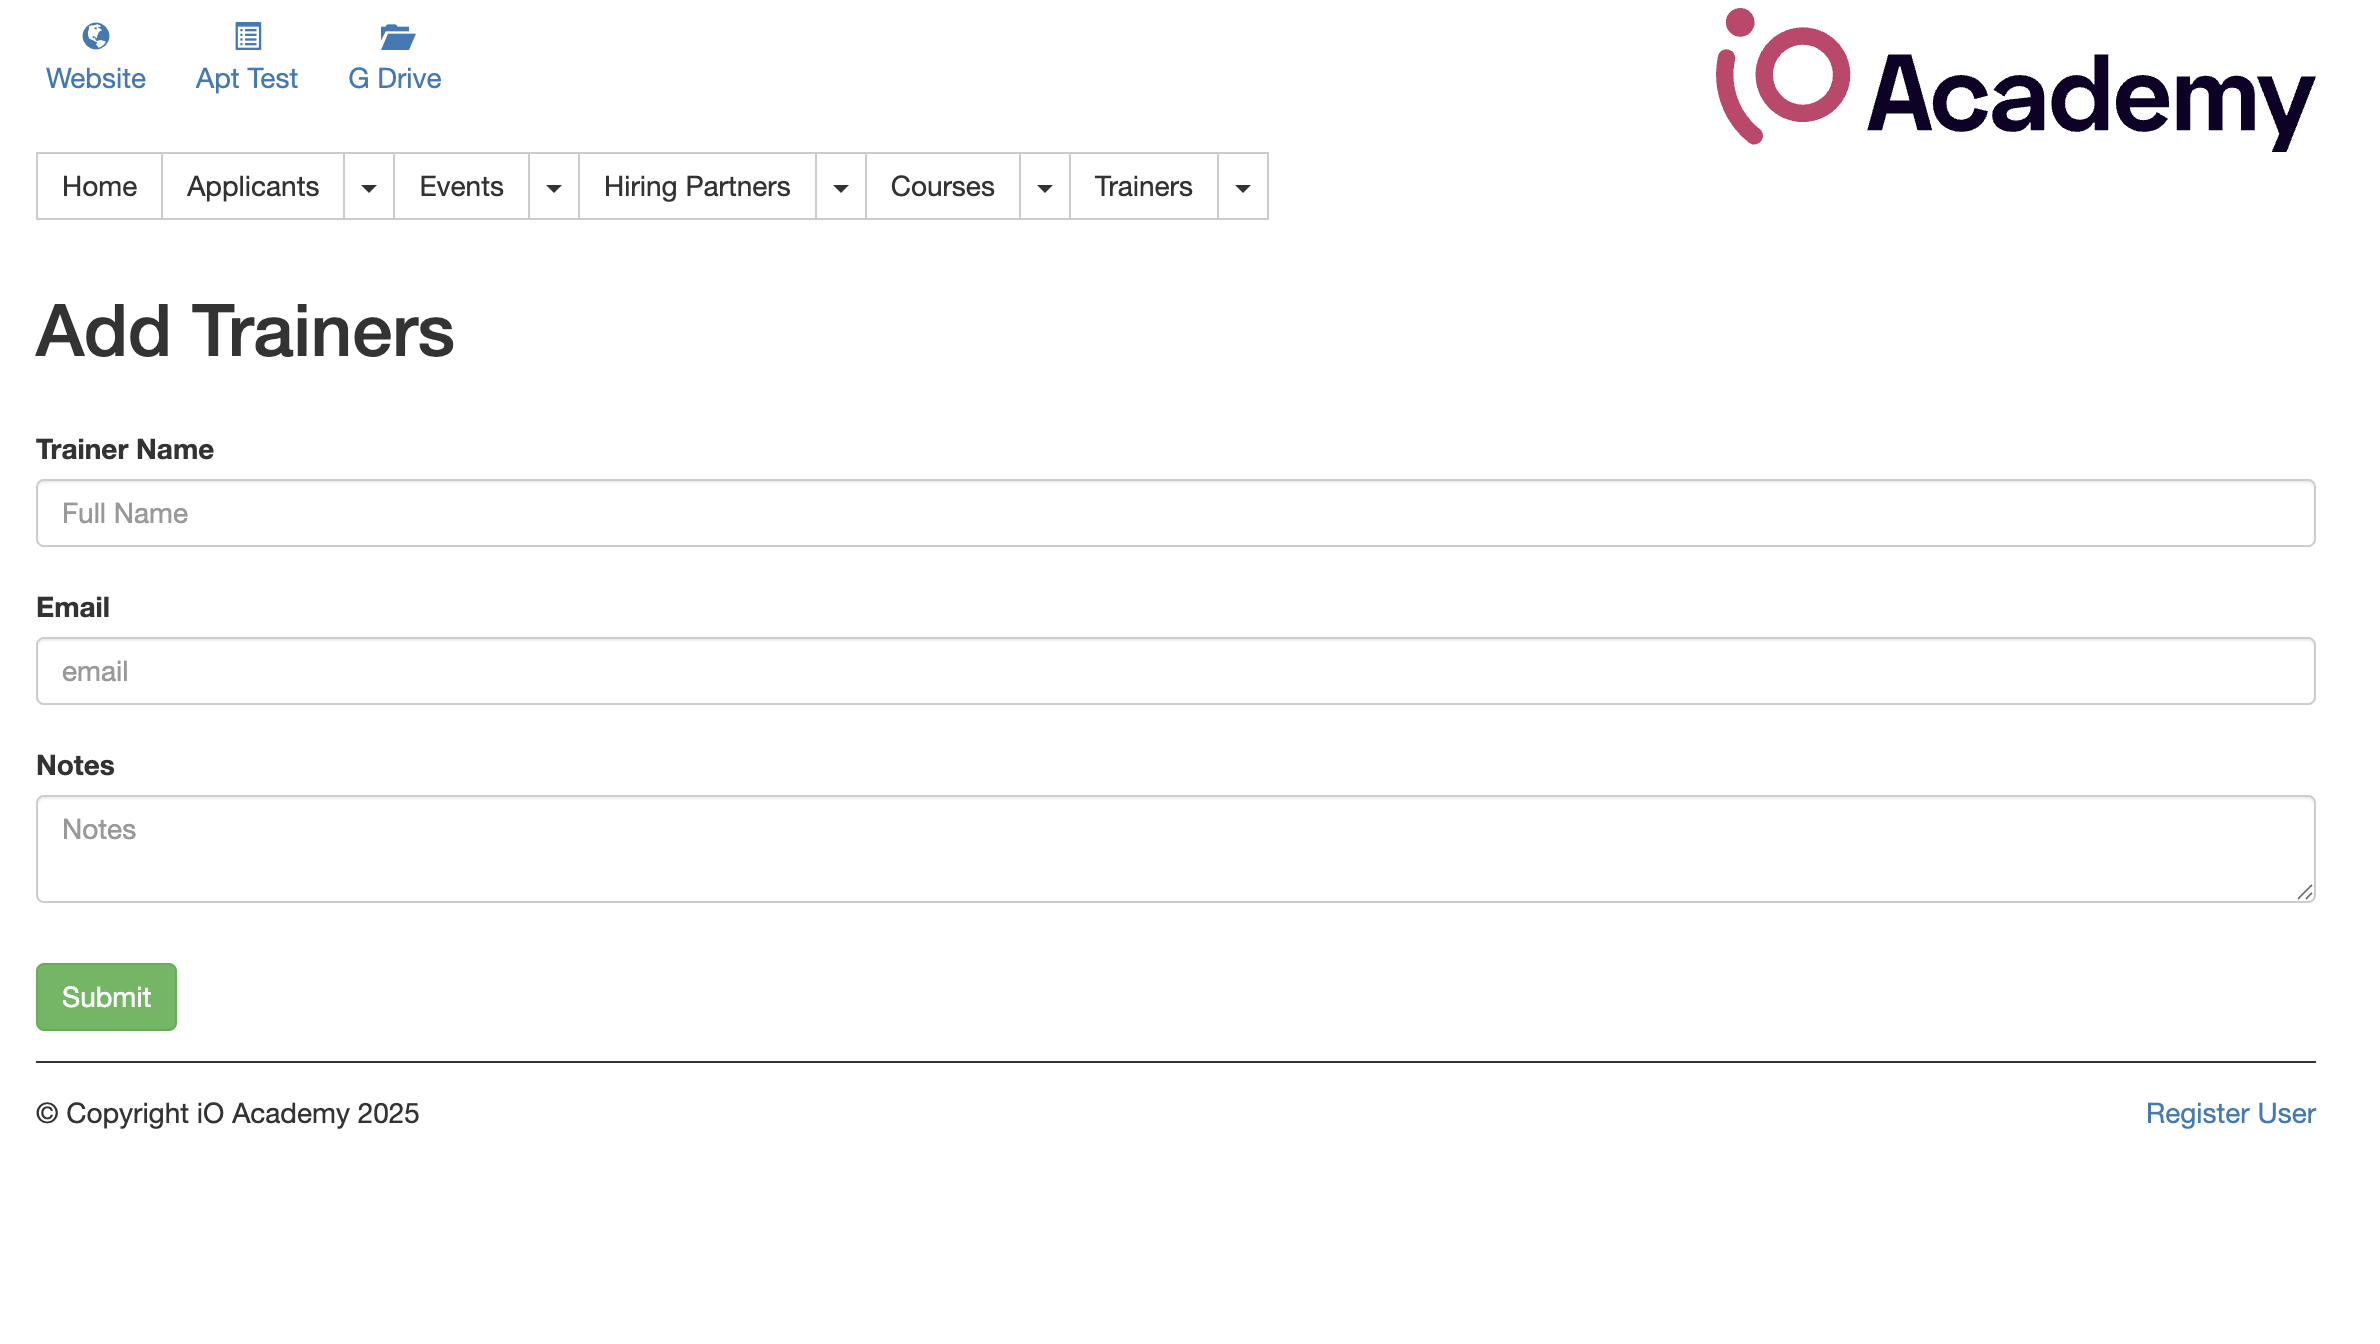 Website Apt Test G Drive
iO Academy
Home Applicants Events Hiring Partners Courses Trainers
Add Trainers
Trainer Name
Full Name
Email
email
Notes
Notes
Submit
© Copyright iO Academy 2025 Register User